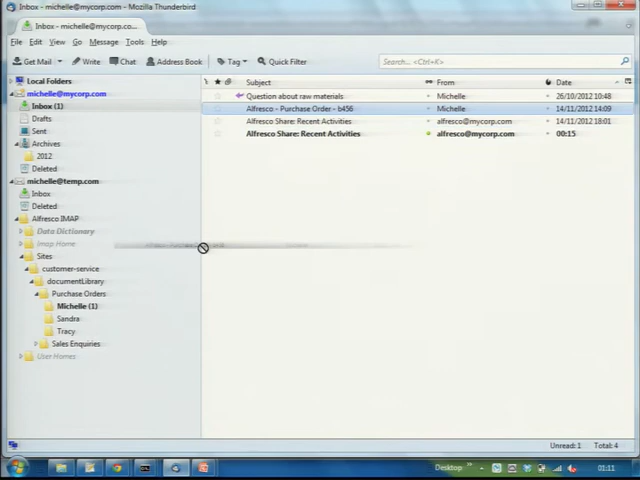 Inbox - michelle@mycorp.com - Mozilla Thunderbird
Inbox - michelle@mycorp.co...
File Edit View Go Message Tools Help
Get Mail Write Chat Address Book Tag Quick Filter Search... <Ctrl+K>
Local Folders
michelle@mycorp.com
Inbox (1)
Drafts
Sent
Archives
2012
Deleted
michelle@temp.com
Inbox
Deleted
Alfresco IMAP
Data Dictionary
Imap Home
Sites
customer-service
documentLibrary
Purchase Orders
Michelle (1)
Sandra
Tracy
Sales Enquiries
User Homes
Subject From Date
Question about raw materials Michelle 26/10/2012 10:48
Alfresco - Purchase Order - b456 Michelle 14/11/2012 14:09
Alfresco Share: Recent Activities alfresco@mycorp.com 14/11/2012 18:01
Alfresco Share: Recent Activities alfresco@mycorp.com 00:15
Unread: 1 Total: 4
Desktop 01:11